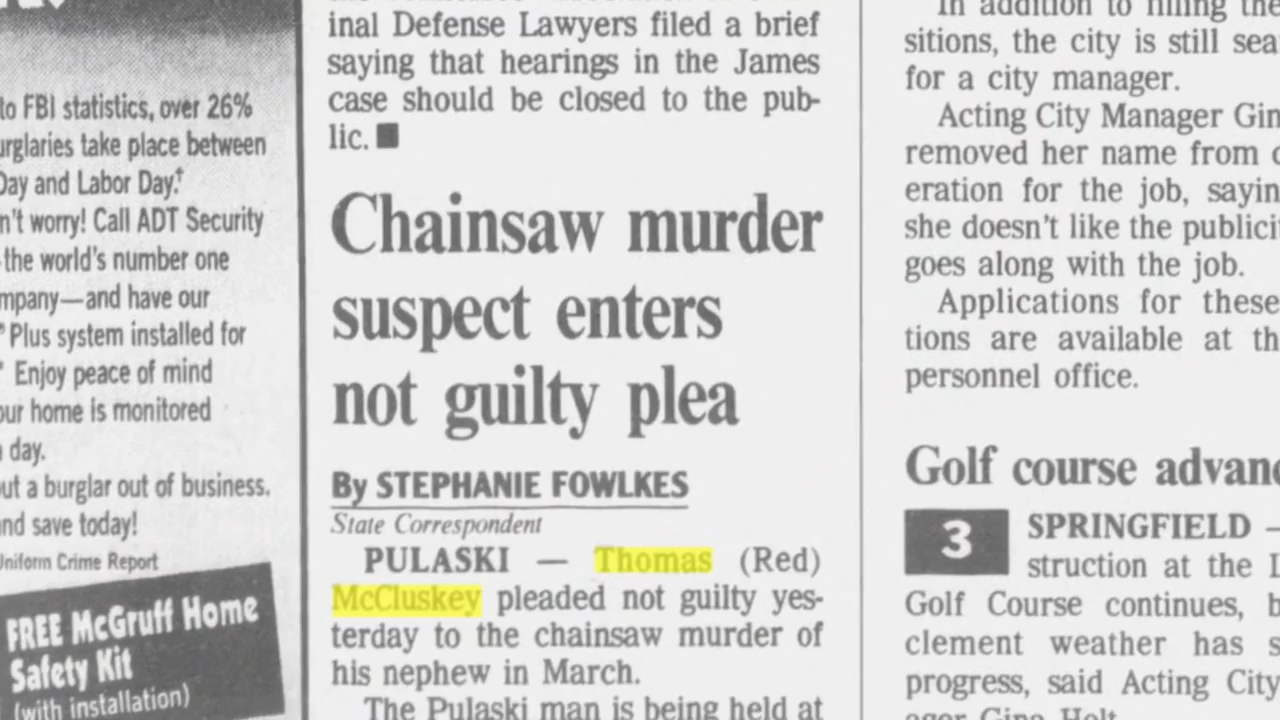 to FBI statistics, over 26%
take place between
Day and Labor Day.†
worry! Call ADT Security
the world's number one
and have our
Plus system installed for
Enjoy peace of mind
home is monitored
day.
a burglar out of business.
save today!
Uniform Crime Report
FREE McGruff Home
Safety Kit
(with installation)
inal Defense Lawyers filed a brief
saying that hearings in the James
case should be closed to the pub-
lic. ■
Chainsaw murder
suspect enters
not guilty plea
By STEPHANIE FOWLKES
State Correspondent
PULASKI — Thomas (Red)
McCluskey pleaded not guilty yes-
terday to the chainsaw murder of
his nephew in March.
The Pulaski man is being held at
In addition to filling the
sitions, the city is still sea
for a city manager.
Acting City Manager Gin
removed her name from c
eration for the job, sayin
she doesn't like the publici
goes along with the job.
Applications for these
tions are available at th
personnel office.
Golf course advanc
3 SPRINGFIELD –
struction at the L
Golf Course continues, b
clement weather has s
progress, said Acting City
ager Gina Holt